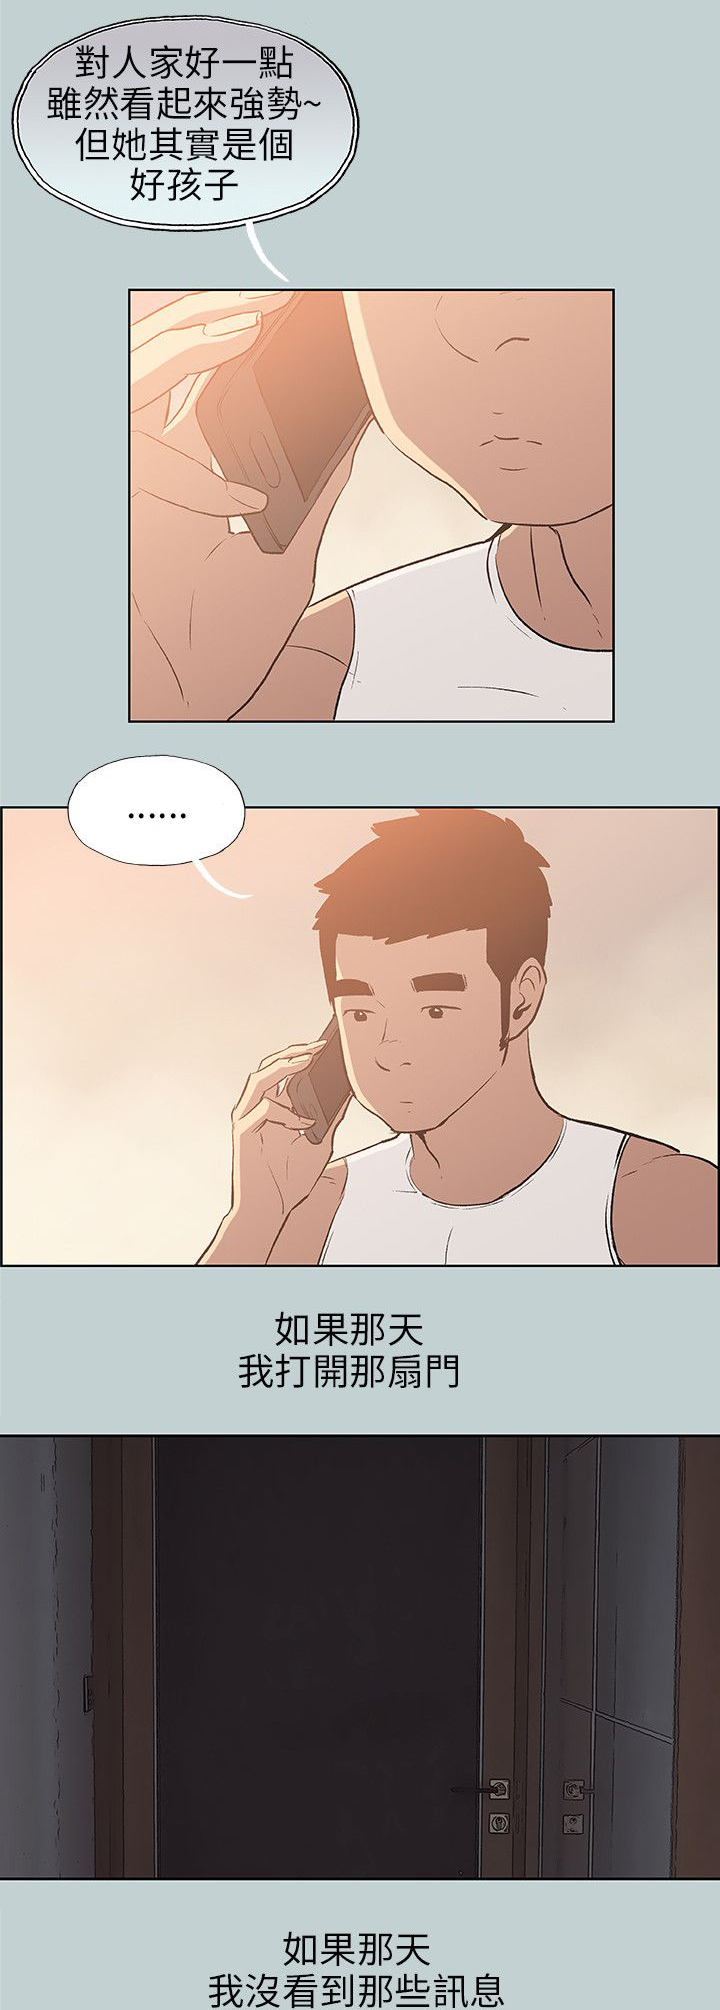 對人家好一點
雖然看起來強勢~
但她其實是個
好孩子
······
如果那天
我打開那扇門
如果那天
我沒看到那些訊息